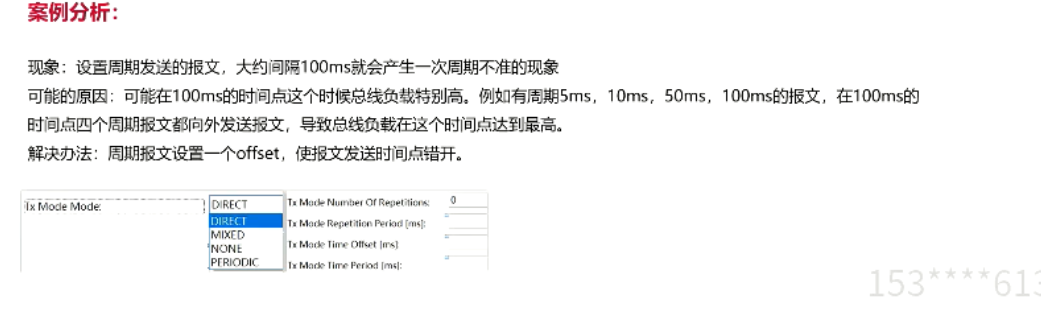 案例分析：
现象：设置周期发送的报文，大约间隔100ms就会产生一次周期不准的现象
可能的原因：可能在100ms的时间点这个时候总线负载特别高。例如有周期5ms，10ms，50ms，100ms的报文，在100ms的
时间点四个周期报文都向外发送报文，导致总线负载在这个时间点达到最高。
解决办法：周期报文设置一个offset，使报文发送时间点错开。
Tx Mode Mode:
DIRECT
DIRECT
MIXED
NONE
PERIODIC
Tx Mode Number Of Repetitions: 0
Tx Mode Repetition Period [ms]:
Tx Mode Time Offset [ms]
Tx Mode Time Period [ms]:
153****613